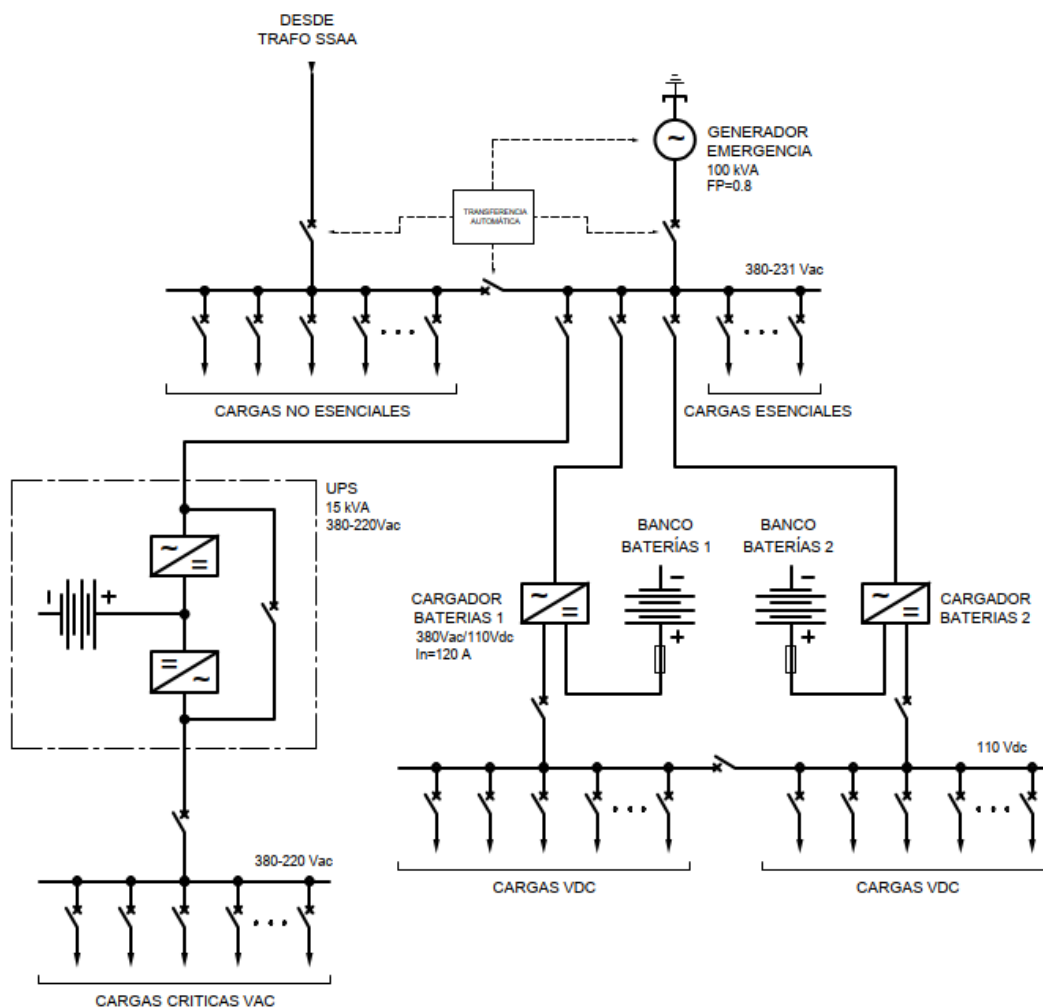 DESDE
TRAFO SSAA
GENERADOR
EMERGENCIA
100 kVA
FP=0.8
TRANSFERENCIA
AUTOMÁTICA
380-231 Vac
CARGAS NO ESENCIALES
CARGAS ESENCIALES
UPS
15 kVA
380-220Vac
BANCO
BATERÍAS 1
BANCO
BATERÍAS 2
CARGADOR
BATERIAS 1
380Vac/110Vdc
In=120 A
CARGADOR
BATERIAS 2
110 Vdc
CARGAS VDC
CARGAS VDC
380-220 Vac
CARGAS CRITICAS VAC